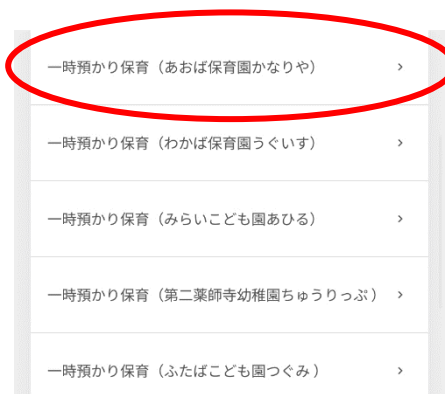 一時預かり保育（あおば保育園かなりや）
一時預かり保育（わかば保育園うぐいす）
一時預かり保育（みらいこども園あひる）
一時預かり保育（第二薬師寺幼稚園ちゅうりっぷ ）
一時預かり保育（ふたばこども園つぐみ ）